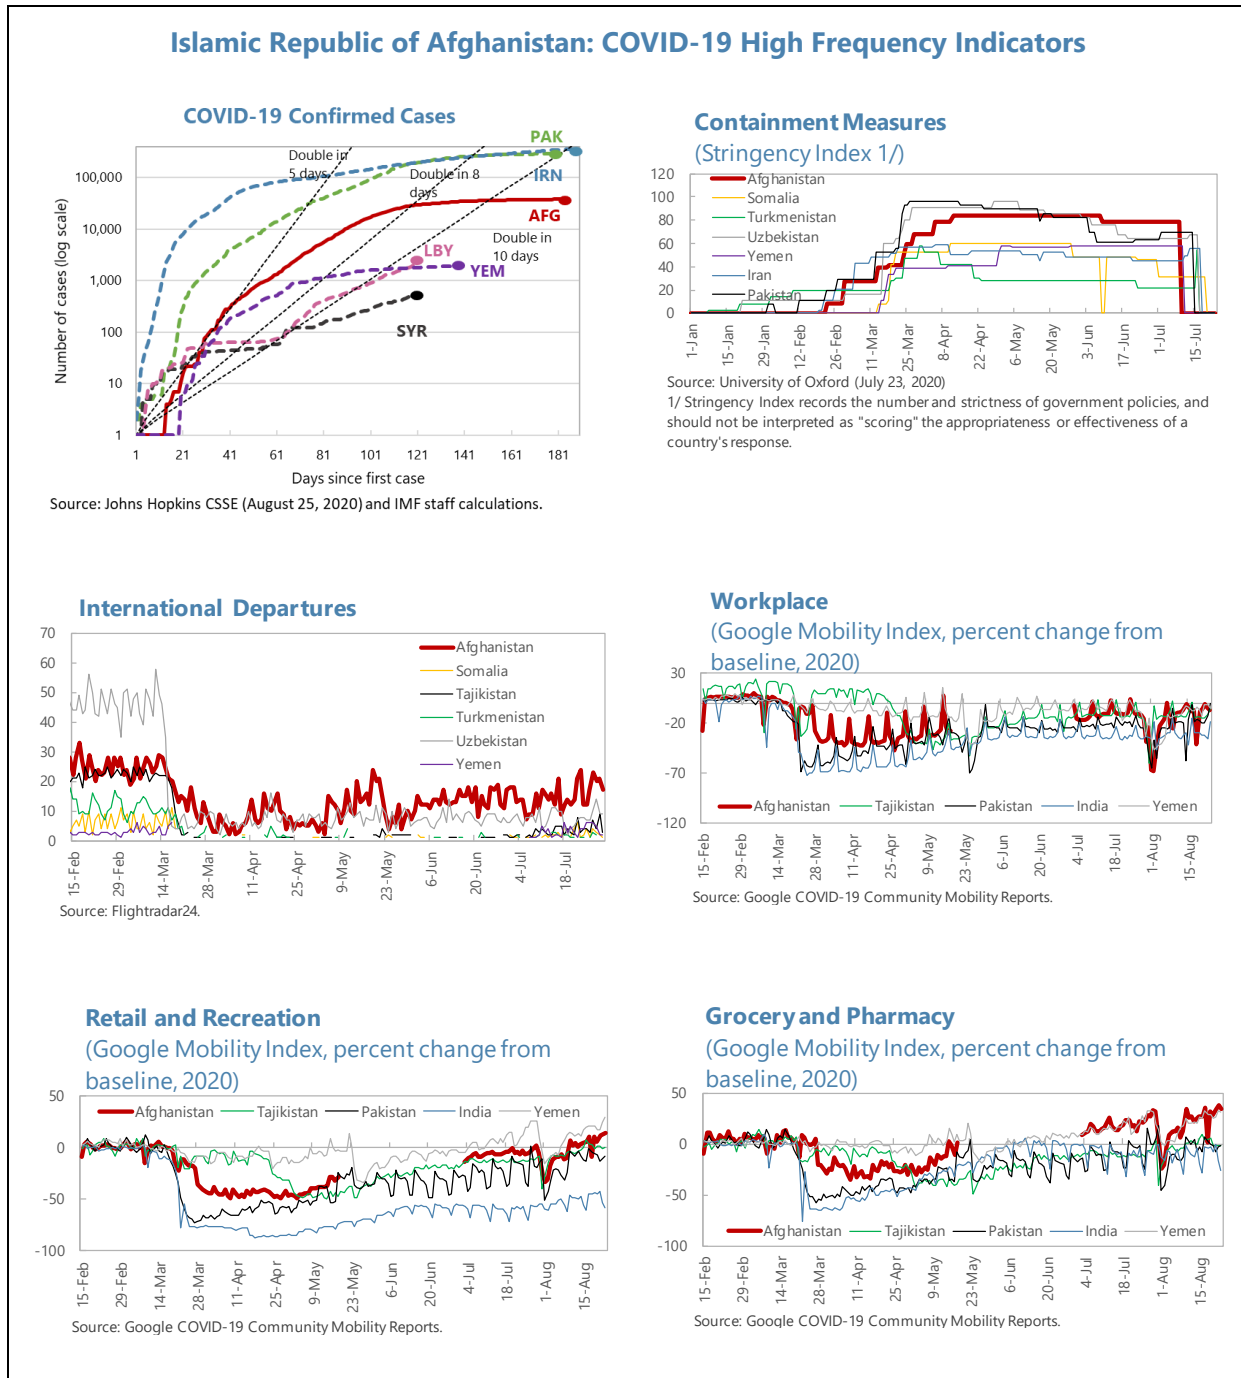 Islamic Republic of Afghanistan: COVID-19 High Frequency Indicators
COVID-19 Confirmed Cases
Number of cases (log scale)
100,000
10,000
1,000
100
10
1
Double in
5 days
Double in 8
days
Double in
10 days
PAK
IRN
AFG
LBY
YEM
SYR
1 21 41 61 81 101 121 141 161 181
Days since first case
Source: Johns Hopkins CSSE (August 25, 2020) and IMF staff calculations.
Containment Measures
(Stringency Index 1/)
120
100
80
60
40
20
0
Afghanistan
Somalia
Turkmenistan
Uzbekistan
Yemen
Iran
Pakistan
1-Jan 15-Jan 29-Jan 12-Feb 26-Feb 11-Mar 25-Mar 8-Apr 22-Apr 6-May 20-May 3-Jun 17-Jun 1-Jul 15-Jul
Source: University of Oxford (July 23, 2020)
1/ Stringency Index records the number and strictness of government policies, and
should not be interpreted as "scoring" the appropriateness or effectiveness of a
country's response.
International Departures
70
60
50
40
30
20
10
0
Afghanistan
Somalia
Tajikistan
Turkmenistan
Uzbekistan
Yemen
15-Feb 29-Feb 14-Mar 28-Mar 11-Apr 25-Apr 9-May 23-May 6-Jun 20-Jun 4-Jul 18-Jul
Source: Flightradar24.
Workplace
(Google Mobility Index, percent change from
baseline, 2020)
30
-20
-70
-120
Afghanistan Tajikistan Pakistan India Yemen
15-Feb 29-Feb 14-Mar 28-Mar 11-Apr 25-Apr 9-May 23-May 6-Jun 20-Jun 4-Jul 18-Jul 1-Aug 15-Aug
Source: Google COVID-19 Community Mobility Reports.
Retail and Recreation
(Google Mobility Index, percent change from
baseline, 2020)
50
0
-50
-100
Afghanistan Tajikistan Pakistan India Yemen
15-Feb 29-Feb 14-Mar 28-Mar 11-Apr 25-Apr 9-May 23-May 6-Jun 20-Jun 4-Jul 18-Jul 1-Aug 15-Aug
Source: Google COVID-19 Community Mobility Reports.
Grocery and Pharmacy
(Google Mobility Index, percent change from
baseline, 2020)
50
0
-50
-100
Afghanistan Tajikistan Pakistan India Yemen
15-Feb 29-Feb 14-Mar 28-Mar 11-Apr 25-Apr 9-May 23-May 6-Jun 20-Jun 4-Jul 18-Jul 1-Aug 15-Aug
Source: Google COVID-19 Community Mobility Reports.